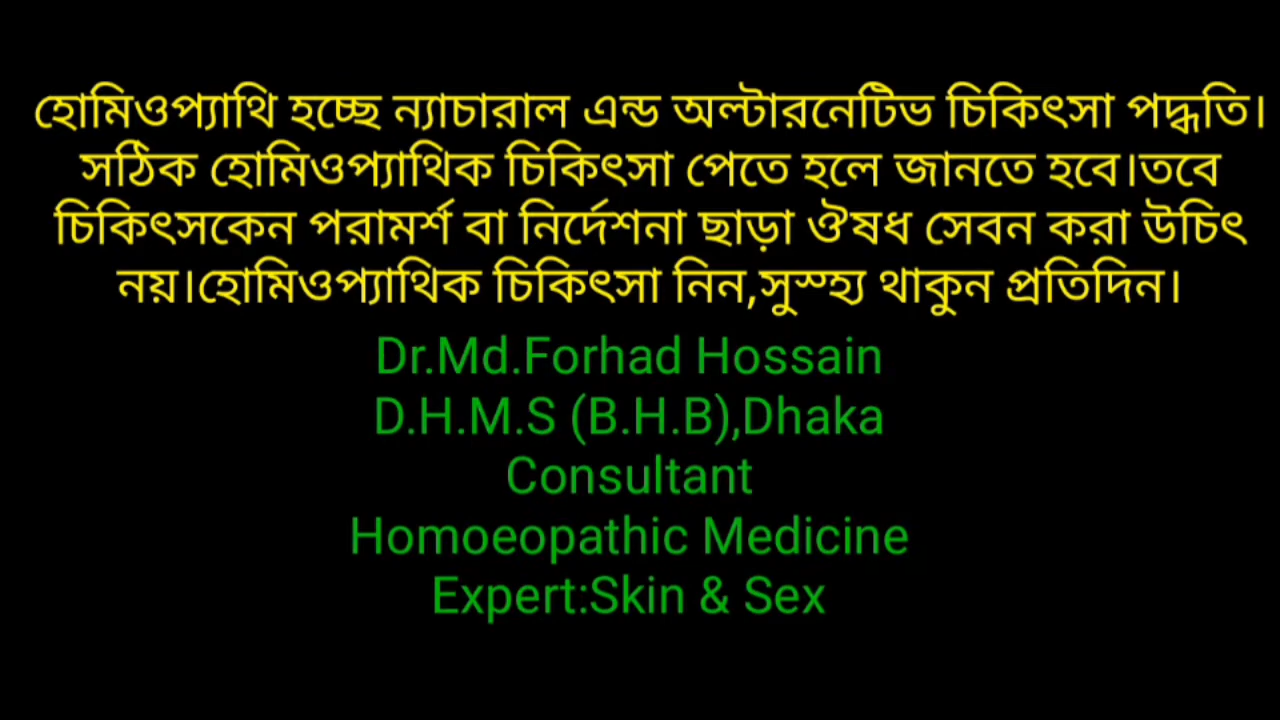 হোমিওপ্যাথি হচ্ছে ন্যাচারাল এন্ড অল্টারনেটিভ চিকিৎসা পদ্ধতি।
সঠিক হোমিওপ্যাথিক চিকিৎসা পেতে হলে জানতে হবে।তবে
চিকিৎসকেন পরামর্শ বা নির্দেশনা ছাড়া ঔষধ সেবন করা উচিৎ
নয়।হোমিওপ্যাথিক চিকিৎসা নিন,সুস্হ্য থাকুন প্রতিদিন।
Dr.Md.Forhad Hossain
D.H.M.S (B.H.B),Dhaka
Consultant
Homoeopathic Medicine
Expert:Skin & Sex